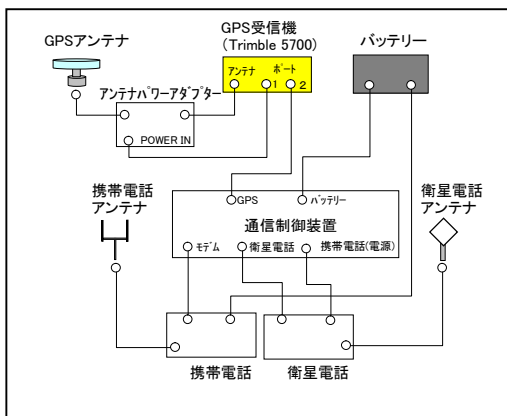 GPSアンテナ
GPS受信機
(Trimble 5700)
バッテリー
アンテナ
ポート
1
2
アンテナパワーアダプター
POWER IN
携帯電話
アンテナ
GPS
バッテリー
衛星電話
アンテナ
通信制御装置
モデム
衛星電話
携帯電話(電源)
携帯電話
衛星電話